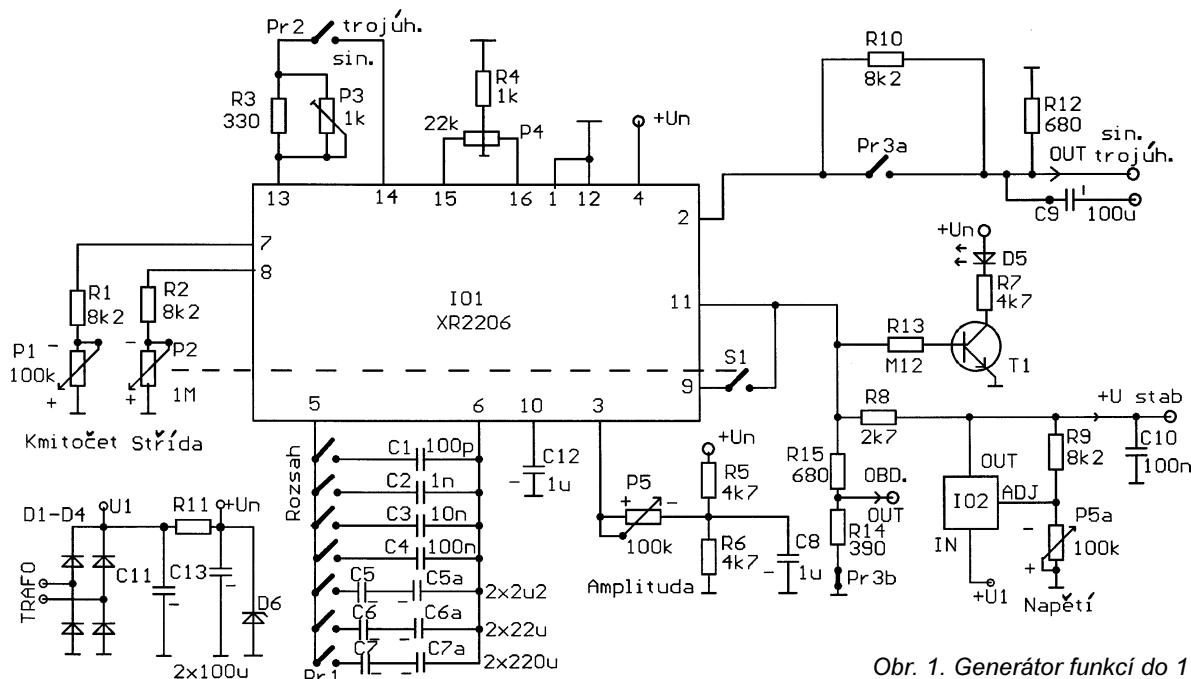 Pr2
trojúh.
sin.
R3
330
P3
1k
R4
1k
22k
P4
+Un
R10
8k2
Pr3a
R12
680
sin.
OUT trojúh.
C9
100u
13
14
15
16
1
12
4
2
7
8
11
9
5
6
10
3
IO1
XR2206
R1
8k2
R2
8k2
P1
100k
-
+
-
P2
+
1M
Kmitočet Střída
S1
+Un
D5
R7
4k7
R13
M12
T1
R8
2k7
+U stab
R9
8k2
C10
100n
R15
680
OBD.
OUT
R14
390
Pr3b
OUT
IO2
ADJ
IN
+U1
-
P5a
100k
+
Napětí
Rozsah
C1 100p
C2 1n
C3 10n
C4 100n
C5 C5a 2x2u2
C6 C6a 2x22u
C7 C7a 2x220u
Pr1
C12
1u
-
P5
+
-
100k
Amplituda
+Un
R5
4k7
R6
4k7
C8
1u
-
D1-D4
U1
R11
+Un
TRAFO
C11
-
C13
-
D6
2x100u
Obr. 1. Generátor funkcí do 1